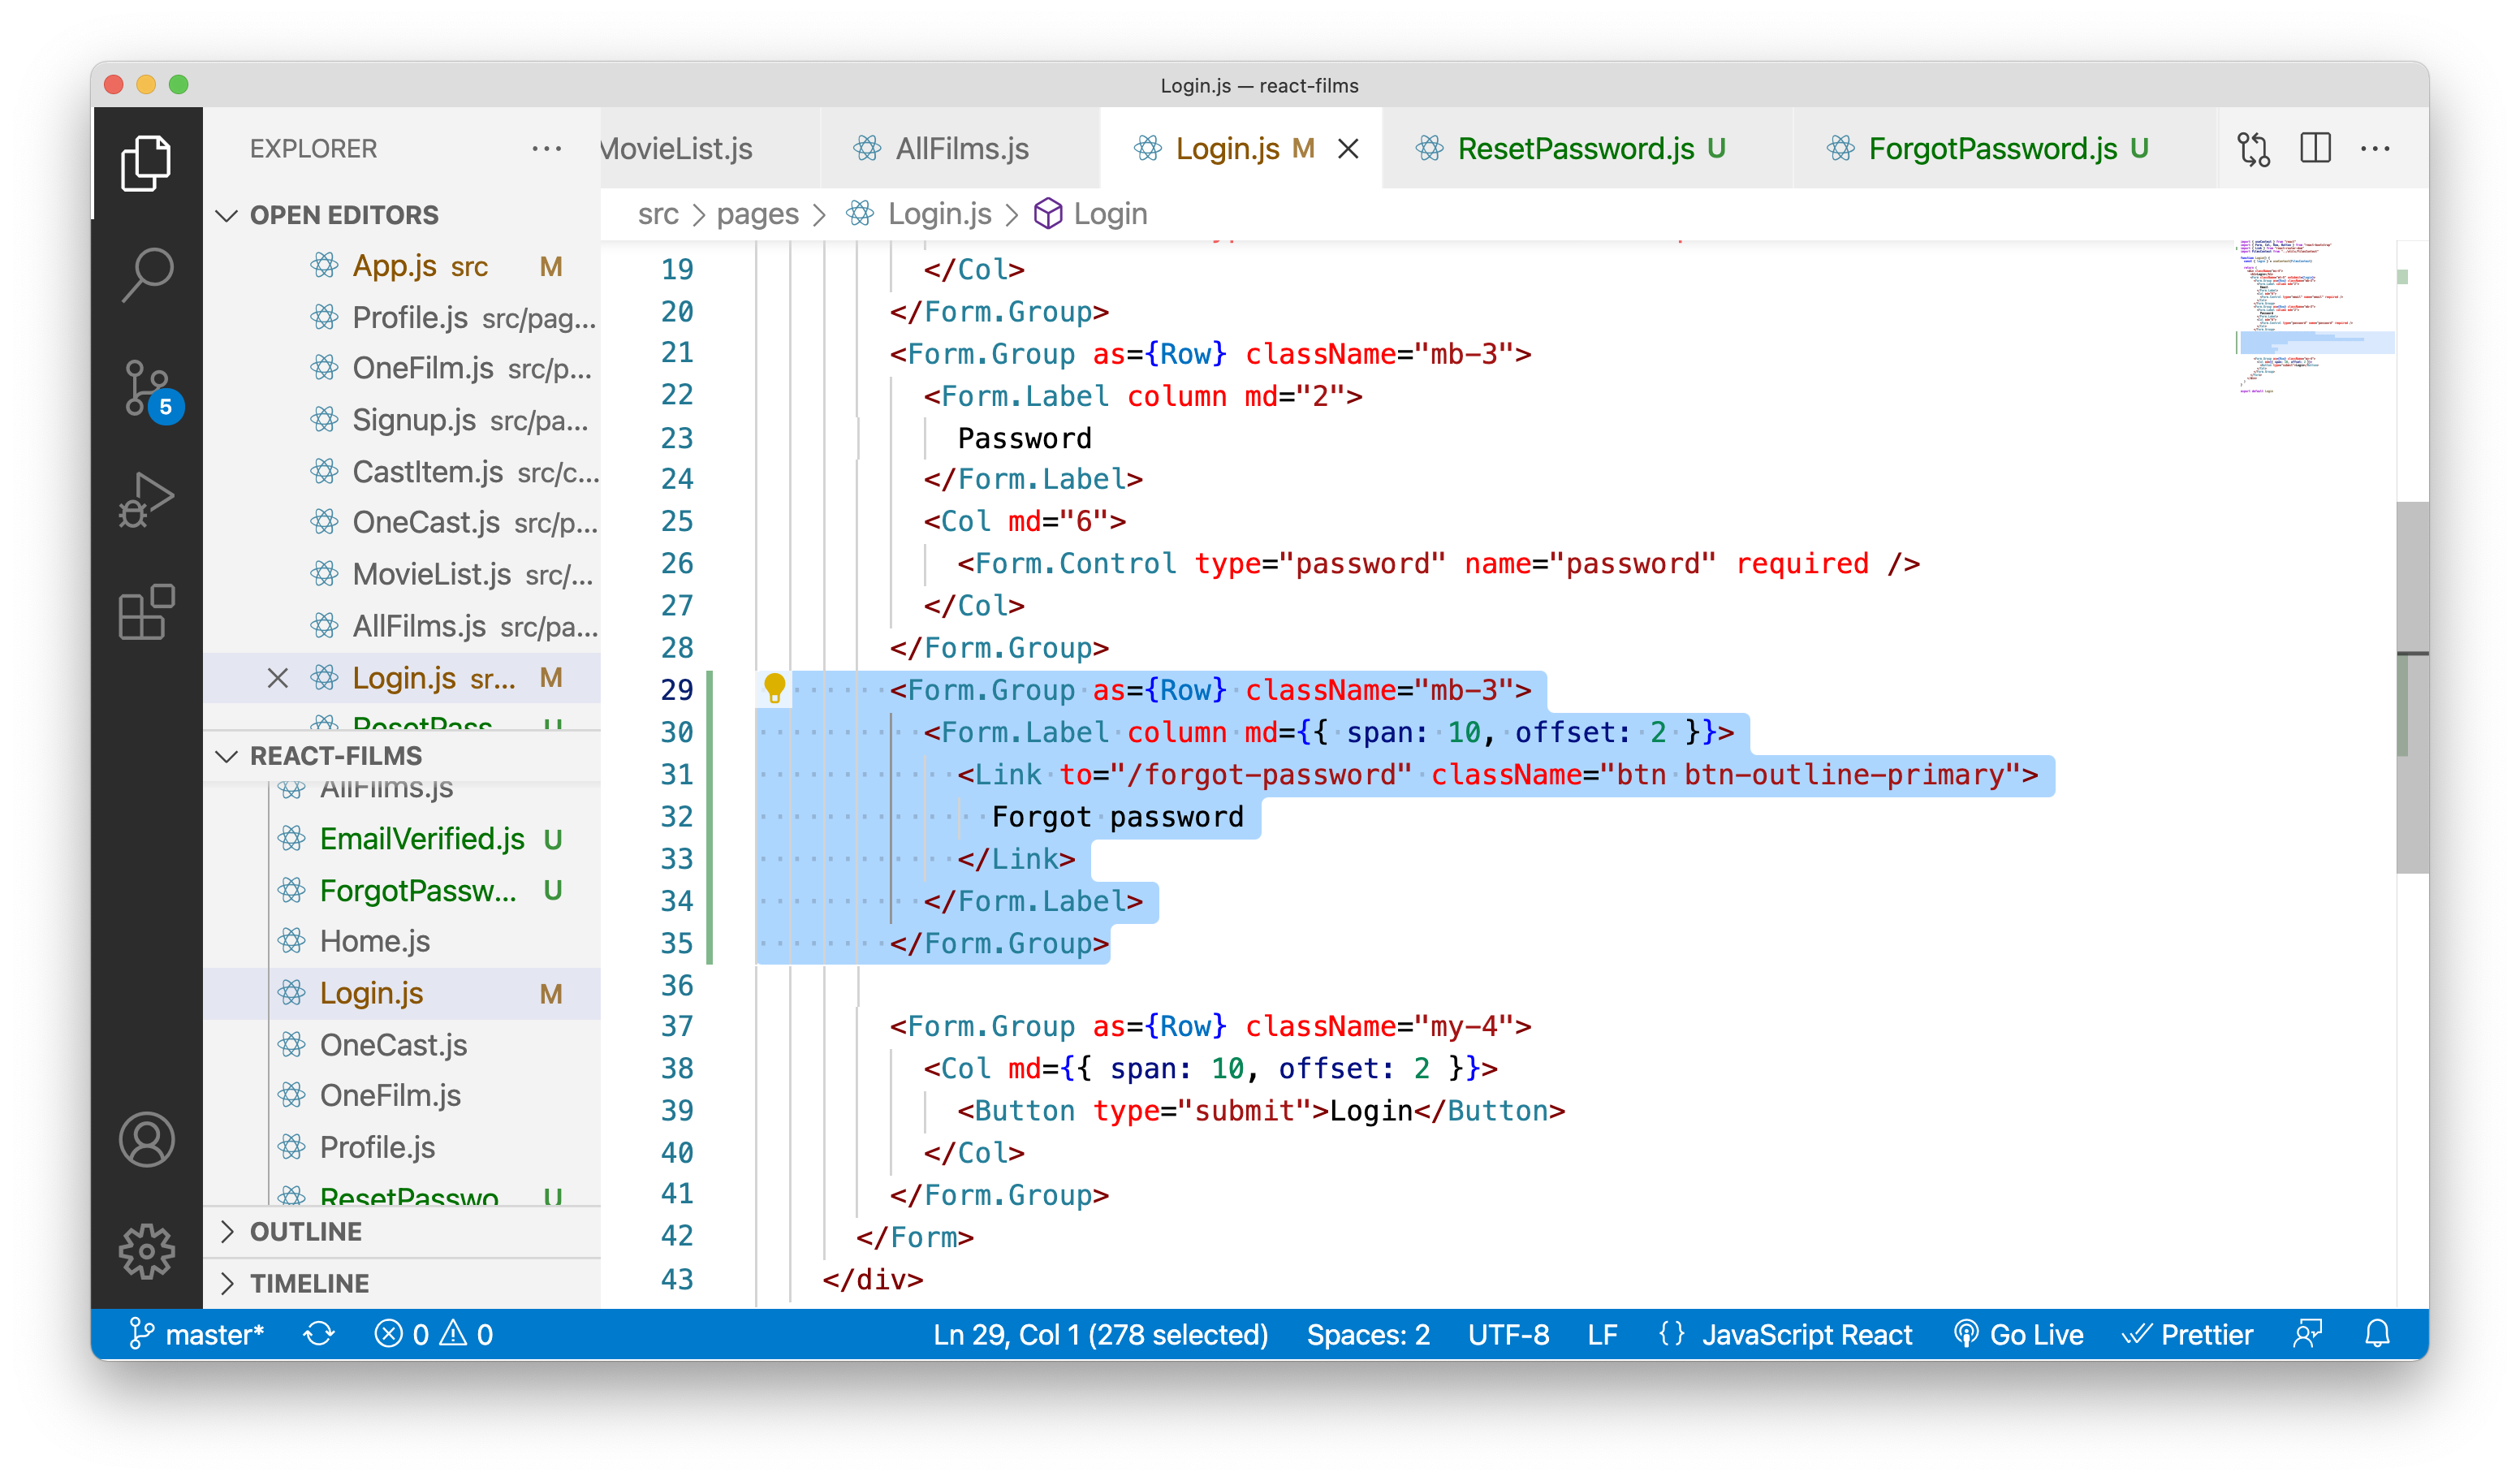 Login.js — react-films
EXPLORER
MovieList.js
AllFilms.js
Login.js M
ResetPassword.js U
ForgotPassword.js U
src > pages > Login.js > Login
OPEN EDITORS
App.js src M
Profile.js src/pag...
OneFilm.js src/p...
Signup.js src/pa...
CastItem.js src/c...
OneCast.js src/p...
MovieList.js src/...
AllFilms.js src/pa...
Login.js sr... M
ResetPass U
REACT-FILMS
AllFilms.js
EmailVerified.js U
ForgotPassw... U
Home.js
Login.js M
OneCast.js
OneFilm.js
Profile.js
ResetPasswo U
OUTLINE
TIMELINE
5
19 </Col>
20 </Form.Group>
21 <Form.Group as={Row} className="mb-3">
22 <Form.Label column md="2">
23 Password
24 </Form.Label>
25 <Col md="6">
26 <Form.Control type="password" name="password" required />
27 </Col>
28 </Form.Group>
29 <Form.Group as={Row} className="mb-3">
30 <Form.Label column md={{ span: 10, offset: 2 }}>
31 <Link to="/forgot-password" className="btn btn-outline-primary">
32 Forgot password
33 </Link>
34 </Form.Label>
35 </Form.Group>
36
37 <Form.Group as={Row} className="my-4">
38 <Col md={{ span: 10, offset: 2 }}>
39 <Button type="submit">Login</Button>
40 </Col>
41 </Form.Group>
42 </Form>
43 </div>
master* 0 0 Ln 29, Col 1 (278 selected) Spaces: 2 UTF-8 LF {} JavaScript React Go Live Prettier